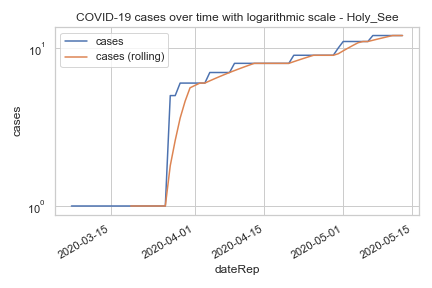 COVID-19 cases over time with logarithmic scale - Holy_See
cases
cases (rolling)
10¹
10⁰
cases
2020-03-15
2020-04-01
2020-04-15
2020-05-01
2020-05-15
dateRep